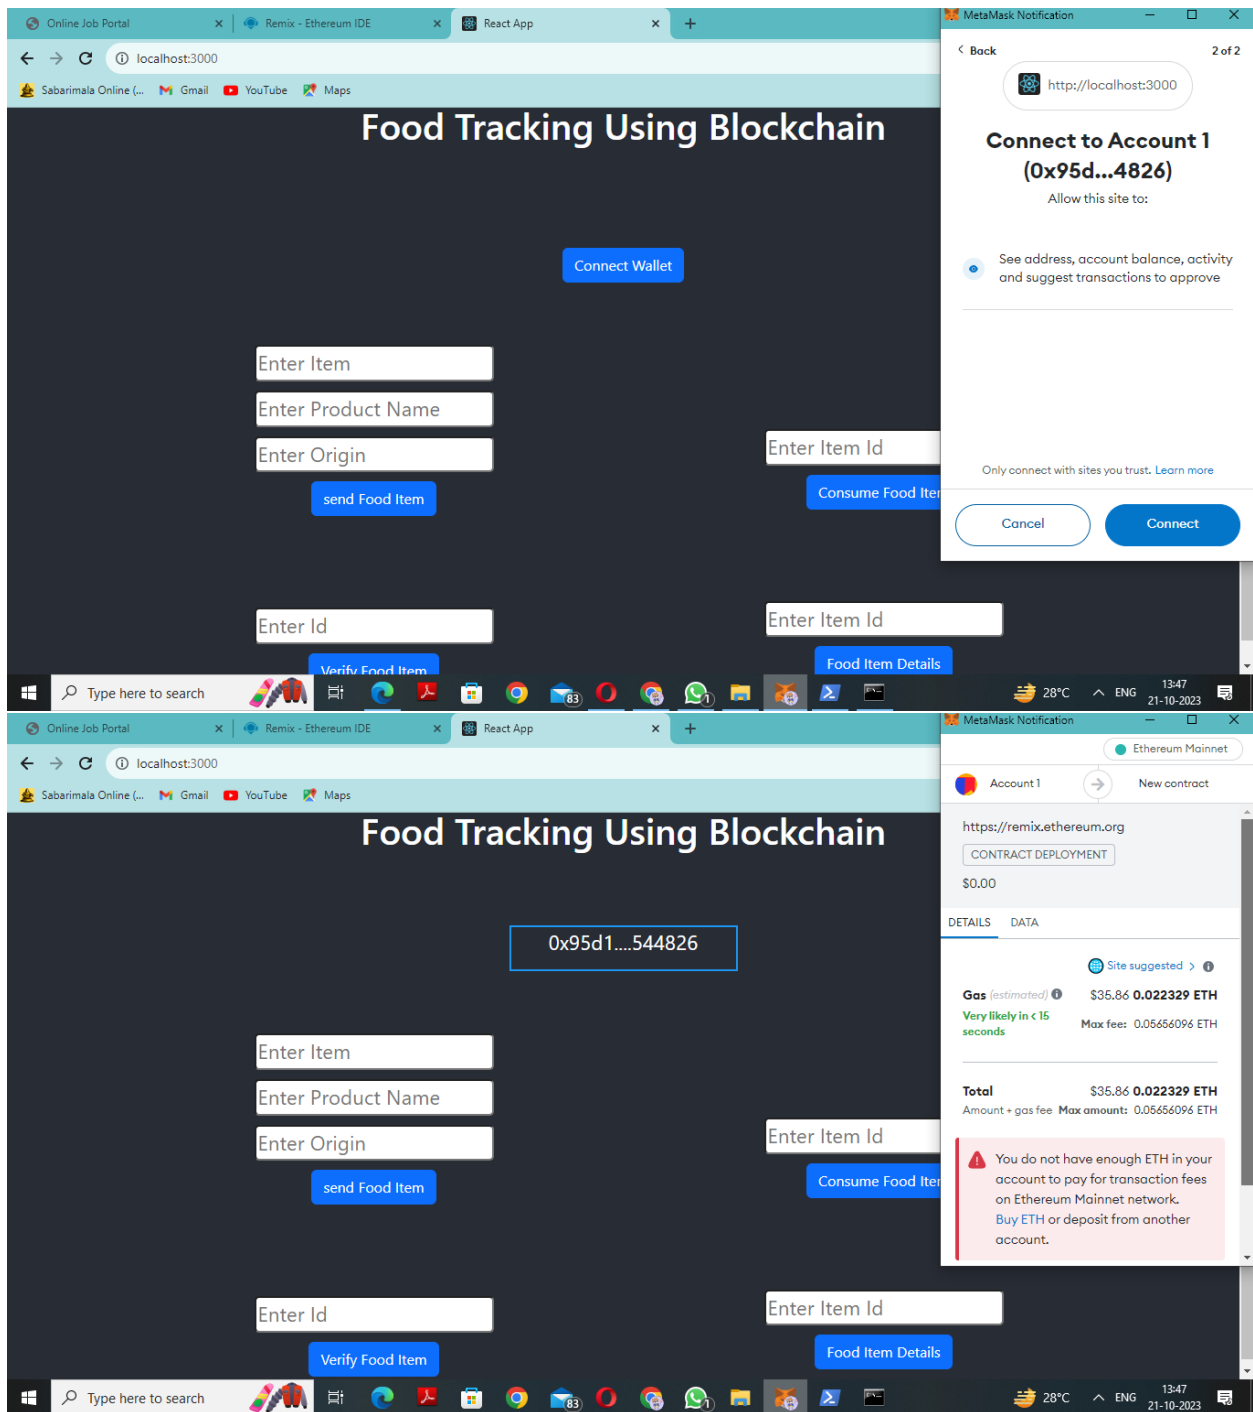 Online Job Portal
Remix - Ethereum IDE
React App
MetaMask Notification
localhost:3000
Sabarimala Online (...
Gmail
YouTube
Maps
Back
2 of 2
http://localhost:3000
Connect to Account 1
(0x95d...4826)
Allow this site to:
See address, account balance, activity
and suggest transactions to approve
Only connect with sites you trust. Learn more
Cancel
Connect
Food Tracking Using Blockchain
Connect Wallet
Enter Item
Enter Product Name
Enter Origin
send Food Item
Enter Item Id
Consume Food Iter
Enter Id
Verify Food Item
Enter Item Id
Food Item Details
Type here to search
83
1
28°C
ENG
13:47
21-10-2023
Online Job Portal
Remix - Ethereum IDE
React App
MetaMask Notification
localhost:3000
Sabarimala Online (...
Gmail
YouTube
Maps
Ethereum Mainnet
Account 1
New contract
https://remix.ethereum.org
CONTRACT DEPLOYMENT
$0.00
DETAILS DATA
Site suggested >
Gas (estimated) $35.86 0.022329 ETH
Very likely in < 15
seconds
Max fee: 0.05656096 ETH
Total $35.86 0.022329 ETH
Amount + gas fee Max amount: 0.05656096 ETH
You do not have enough ETH in your
account to pay for transaction fees
on Ethereum Mainnet network.
Buy ETH or deposit from another
account.
Food Tracking Using Blockchain
0x95d1....544826
Enter Item
Enter Product Name
Enter Origin
send Food Item
Enter Item Id
Consume Food Iter
Enter Id
Verify Food Item
Enter Item Id
Food Item Details
Type here to search
83
1
28°C
ENG
13:47
21-10-2023